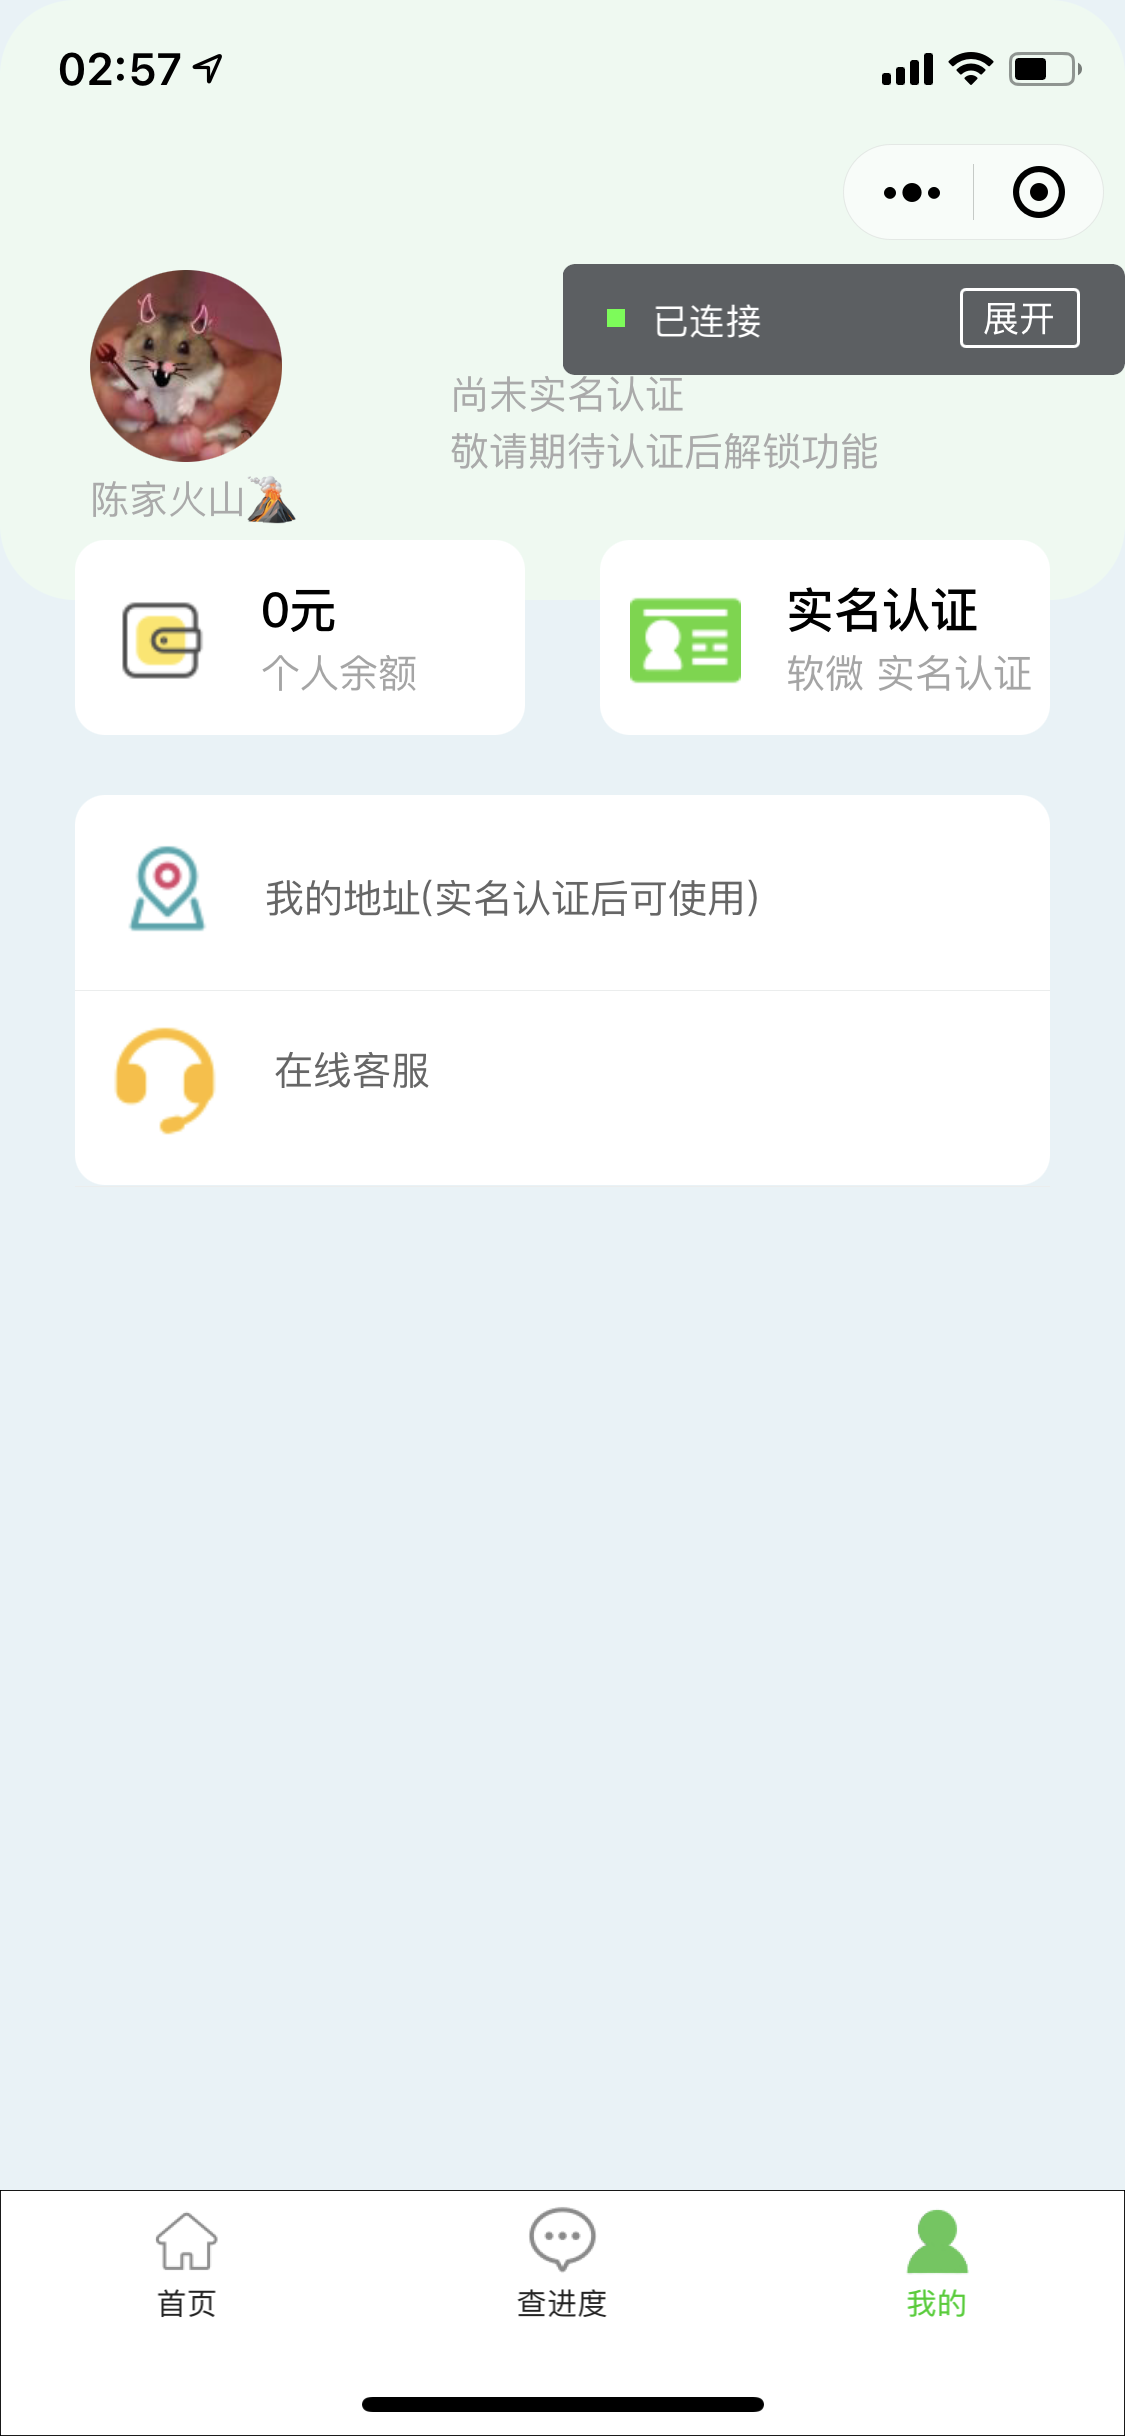 02:57
已连接
展开
尚未实名认证
敬请期待认证后解锁功能
陈家火山🌋
0元
个人余额
实名认证
软微 实名认证
我的地址(实名认证后可使用)
在线客服
首页
查进度
我的